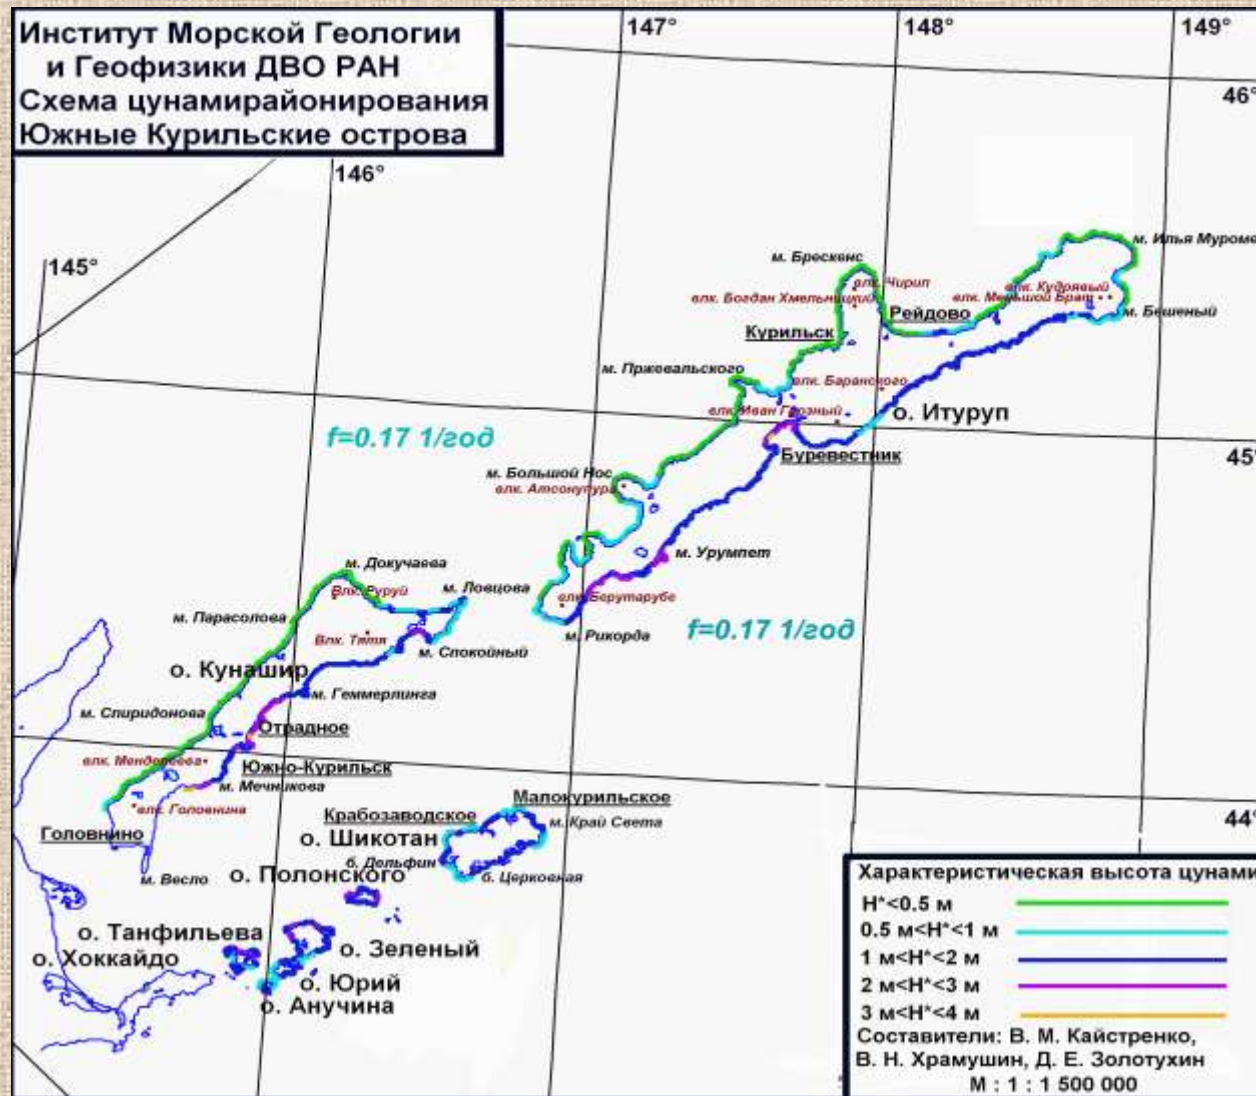 Институт Морской Геологии
и Геофизики ДВО РАН
Схема цунамирайонирования
Южные Курильские острова
147°
148°
149°
46°
146°
145°
м. Илья Муроме
м. Брескенс
влк. Чирип
влк. Кудрявый
влк. Богдан Хмельницкий
влк. Меньшой Брат
м. Бешеный
Рейдово
Курильск
м. Пржевальского
влк. Баранского
влк. Иван Грозный
о. Итуруп
f=0.17 1/год
Буревестник
45°
м. Большой Нос
влк. Атсонупура
м. Урумпет
м. Докучаева
м. Ловцова
Влк. Руруй
влк. Берутарубе
м. Парасолова
f=0.17 1/год
м. Рикорда
Влк. Тятя
м. Спокойный
о. Кунашир
м. Геммерлинга
м. Спиридонова
Отрадное
влк. Менделеева
Южно-Курильск
м. Мечникова
влк. Головнина
Малокурильское
Крабозаводское
м. Край Света
44°
Головнино
о. Шикотан
б. Дельфин
б. Церковная
м. Весло
о. Полонского
о. Танфильева
о. Зеленый
о. Хоккайдо
о. Юрий
о. Анучина
Характеристическая высота цунами
H*<0.5 м
0.5 м<H*<1 м
1 м<H*<2 м
2 м<H*<3 м
3 м<H*<4 м
Составители: В. М. Кайстренко,
В. Н. Храмушин, Д. Е. Золотухин
М : 1 : 1 500 000